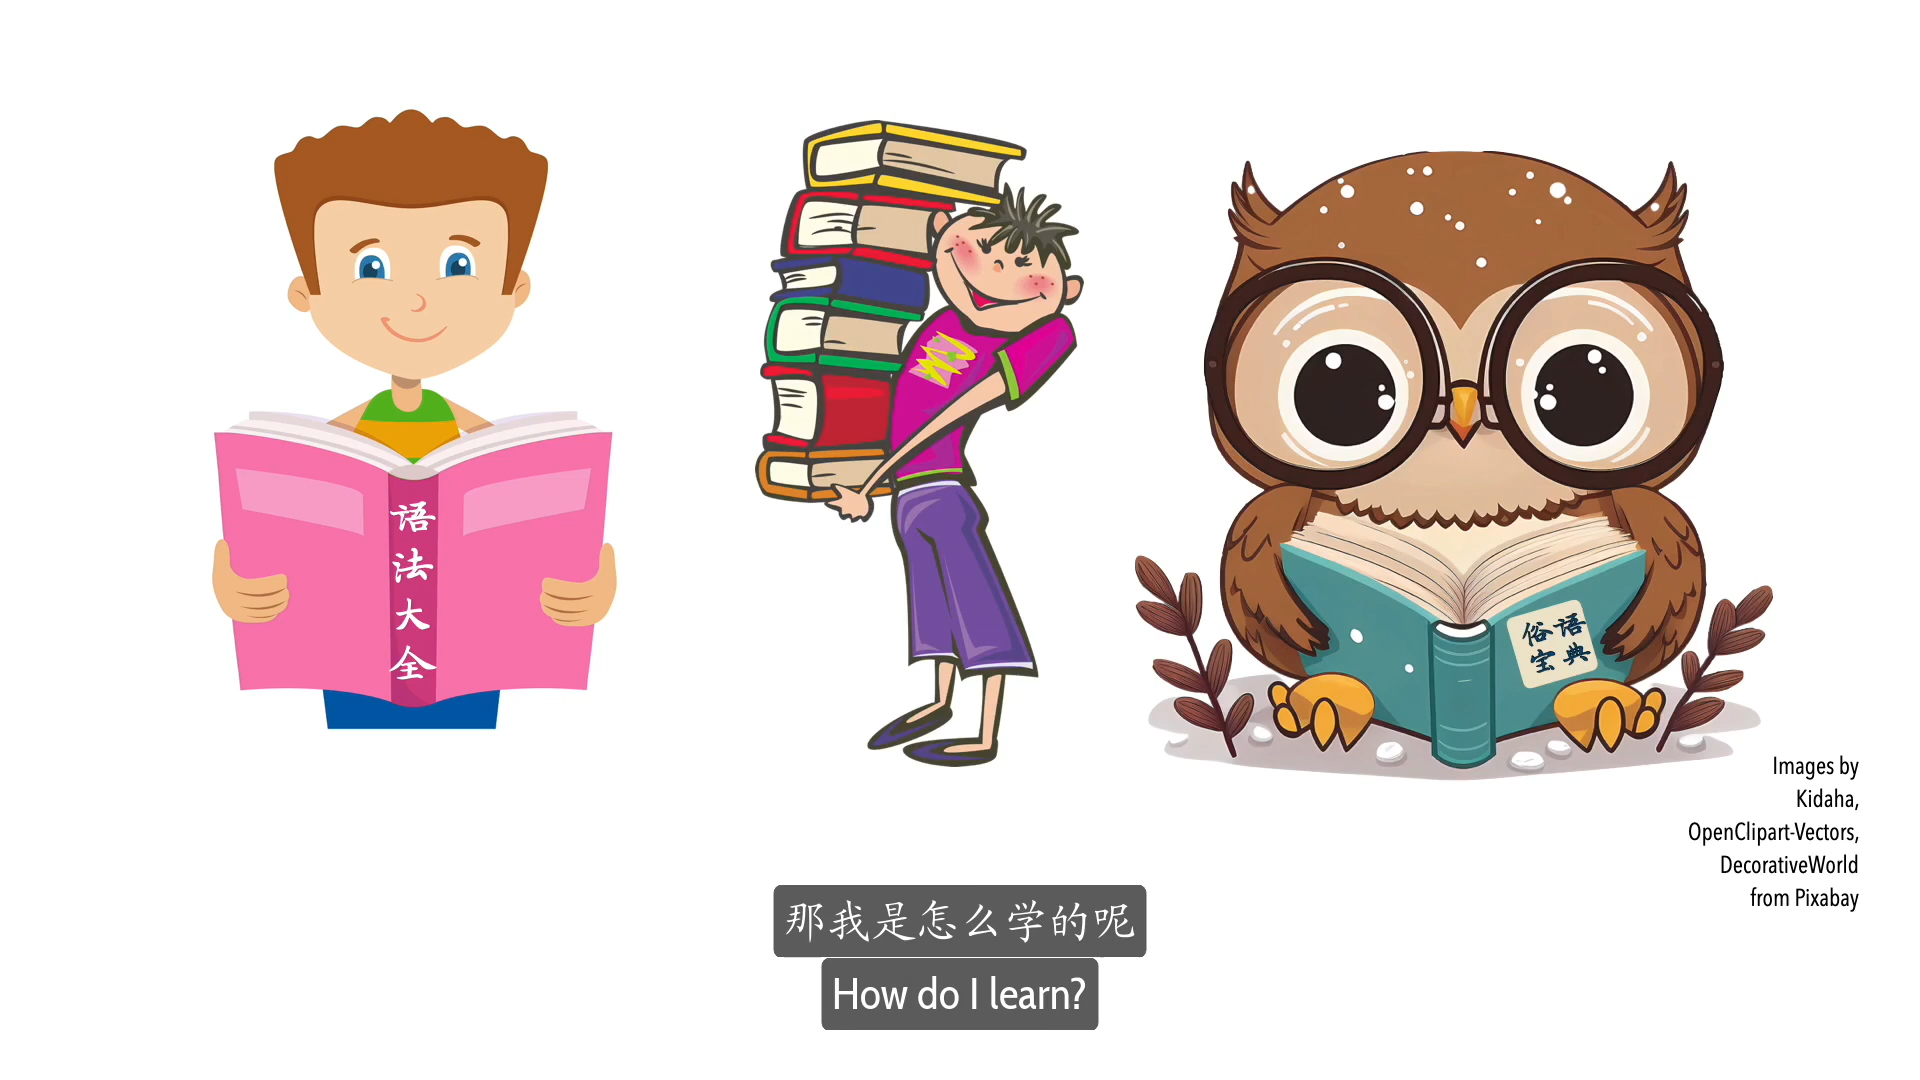 语法大全
俗语
宝典
Images by
Kidaha,
OpenClipart-Vectors,
DecorativeWorld
from Pixabay
那我是怎么学的呢
How do I learn?